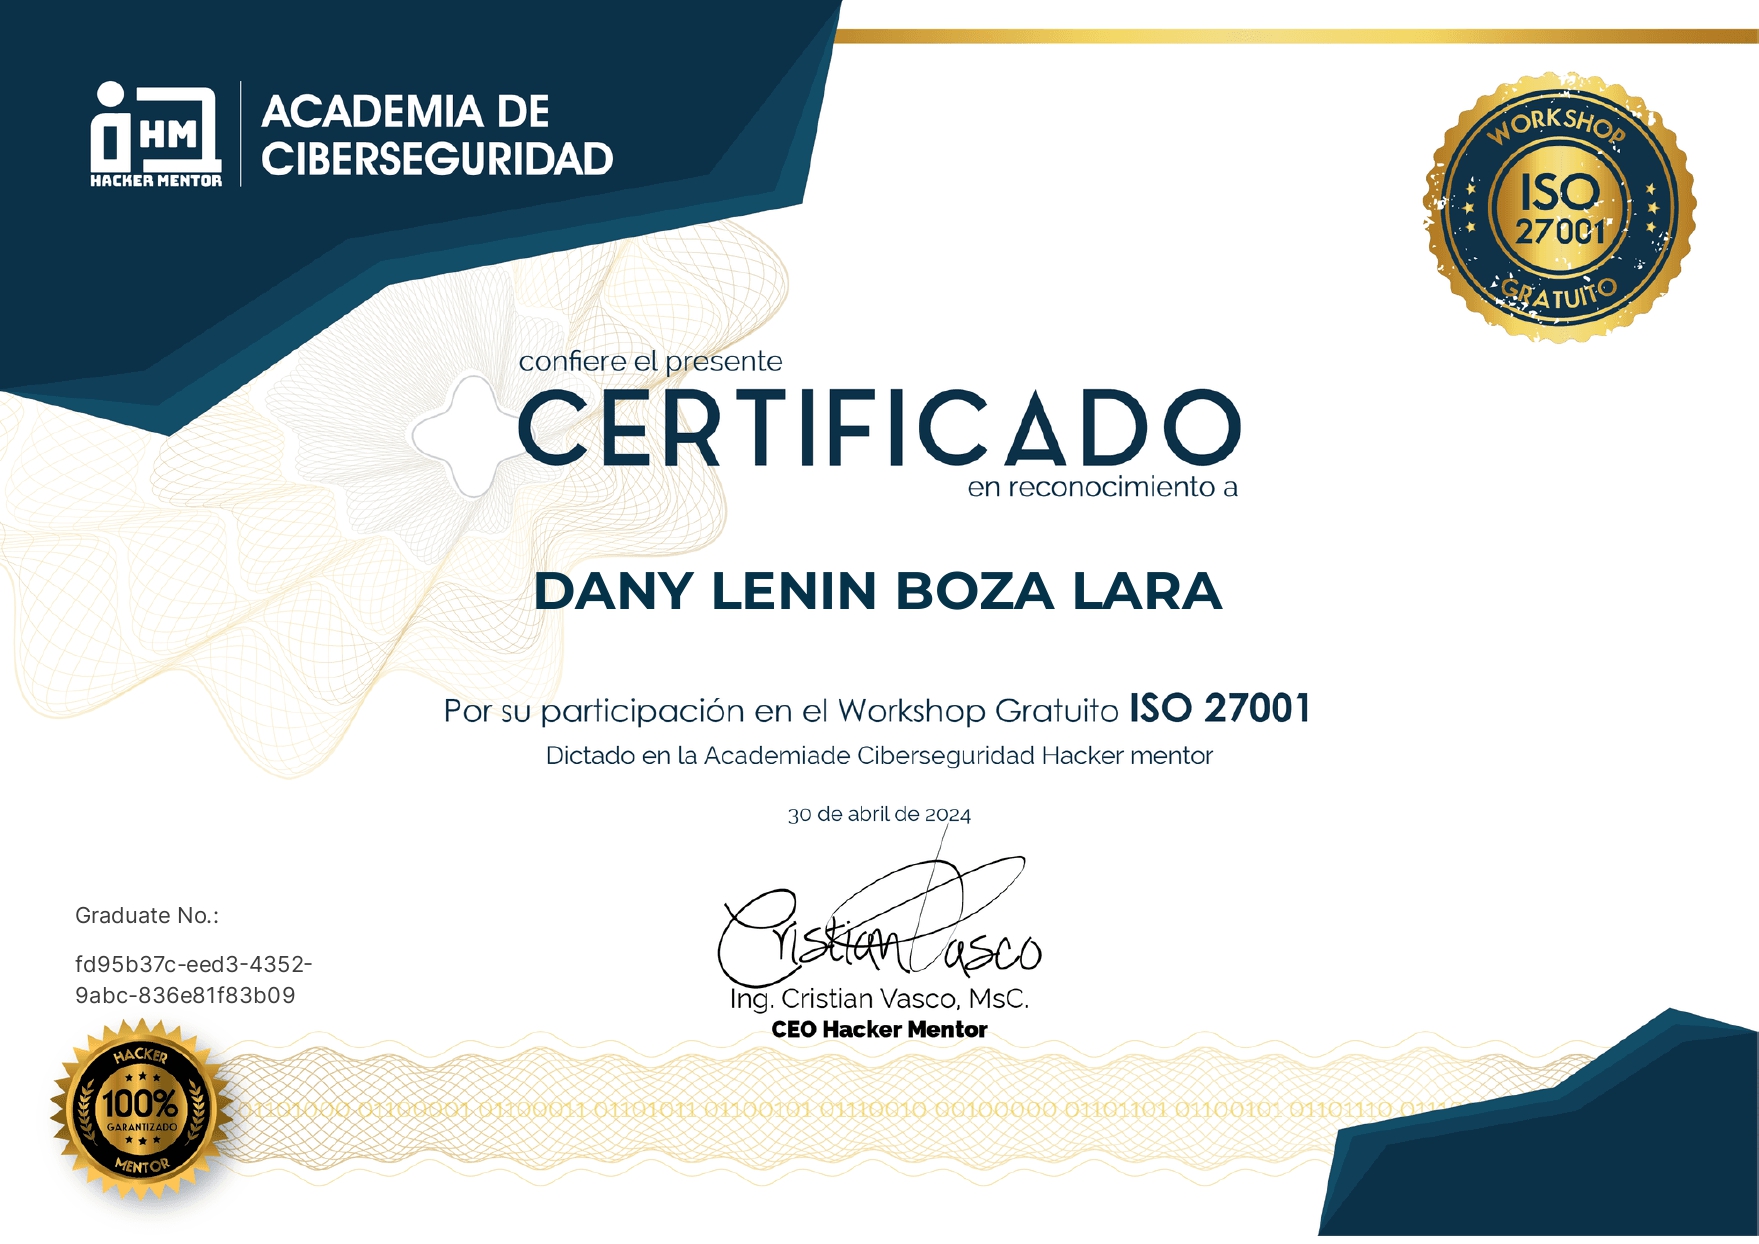 HM
HACKER MENTOR
ACADEMIA DE
CIBERSEGURIDAD
WORKSHOP
ISO
27001
GRATUITO
confiere el presente
CERTIFICADO
en reconocimiento a
DANY LENIN BOZA LARA
Por su participación en el Workshop Gratuito ISO 27001
Dictado en la Academiade Ciberseguridad Hacker mentor
30 de abril de 2024
Cristian Vasco
Ing. Cristian Vasco, MsC.
CEO Hacker Mentor
Graduate No.:
fd95b37c-eed3-4352-
9abc-836e81f83b09
HACKER
100%
GARANTIZADO
MENTOR
01101000 01100001 01100011 01101011 01100101 01110010 00100000 01101101 01100101 01101110